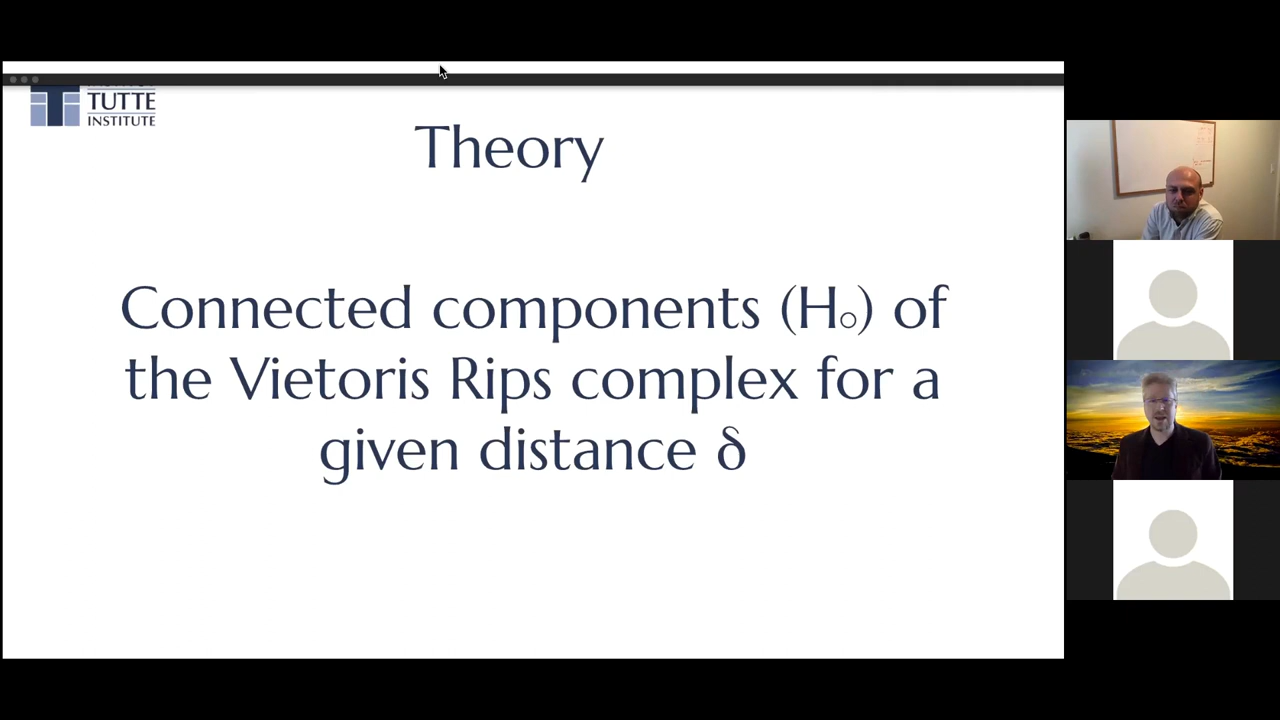 TUTTE
INSTITUTE
Theory
Connected components (H₀) of
the Vietoris Rips complex for a
given distance δ